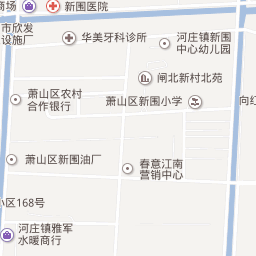 商场
新围医院
市欣发
设施厂
华美牙科诊所
河庄镇新围
中心幼儿园
闸北新村北苑
萧山区农村
合作银行
萧山区新围小学
向红
萧山区新围油厂
春意江南
营销中心
小区168号
河庄镇雅军
水暖商行